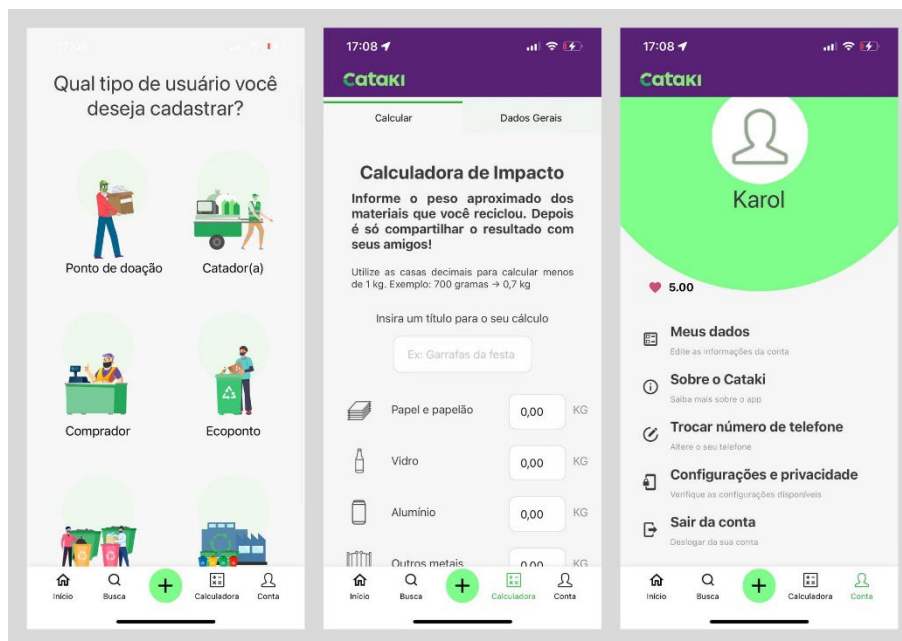 Qual tipo de usuário você
deseja cadastrar?
Ponto de doação
Catador(a)
Comprador
Ecoponto
Início
Busca
Calculadora
Conta
17:08
Cataki
Calcular
Dados Gerais
Calculadora de Impacto
Informe o peso aproximado dos
materiais que você reciclou. Depois
é só compartilhar o resultado com
seus amigos!
Utilize as casas decimais para calcular menos
de 1 kg. Exemplo: 700 gramas → 0,7 kg
Insira um título para o seu cálculo
Ex: Garrafas da festa
Papel e papelão 0,00 KG
Vidro 0,00 KG
Alumínio 0,00 KG
Outros metais 0,00 KG
Início
Busca
Calculadora
Conta
17:08
Cataki
Karol
5.00
Meus dados
Edite as informações da conta
Sobre o Cataki
Saiba mais sobre o app
Trocar número de telefone
Altere o seu telefone
Configurações e privacidade
Verifique as configurações disponíveis
Sair da conta
Deslogar da sua conta
Início
Busca
Calculadora
Conta